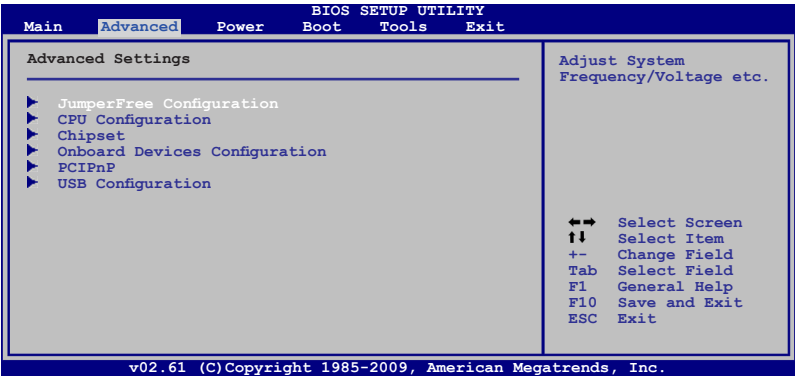 BIOS SETUP UTILITY
Main Advanced Power Boot Tools Exit
Advanced Settings
JumperFree Configuration
CPU Configuration
Chipset
Onboard Devices Configuration
PCIPnP
USB Configuration
Adjust System
Frequency/Voltage etc.
←→ Select Screen
↑↓ Select Item
+- Change Field
Tab Select Field
F1 General Help
F10 Save and Exit
ESC Exit
v02.61 (C)Copyright 1985-2009, American Megatrends, Inc.